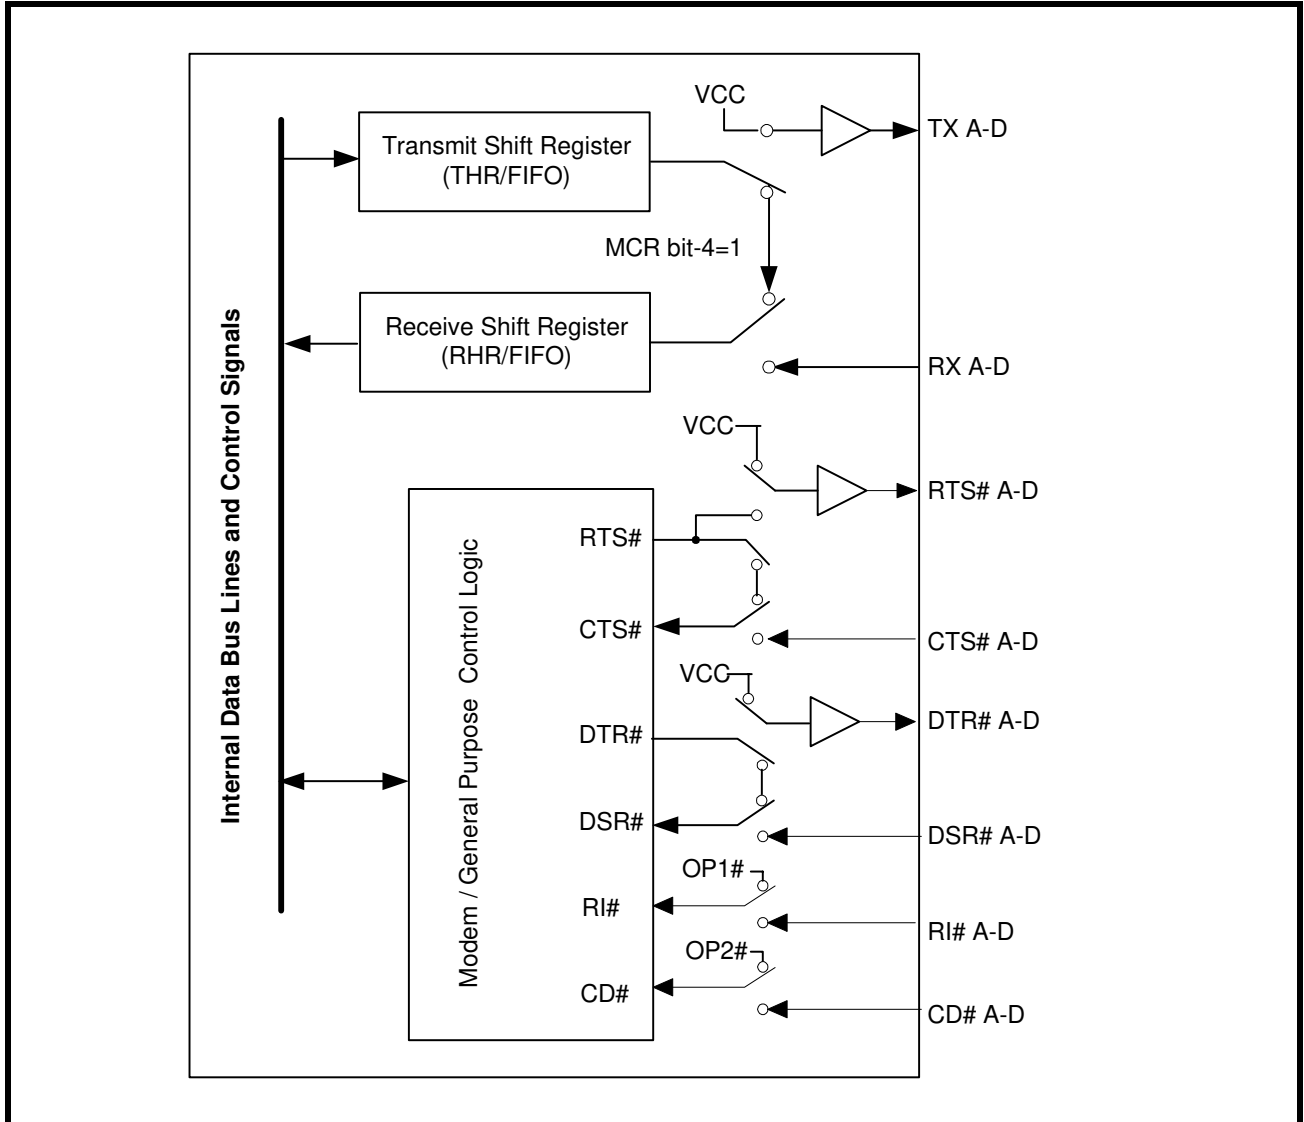 VCC
TX A-D
Transmit Shift Register
(THR/FIFO)
MCR bit-4=1
Receive Shift Register
(RHR/FIFO)
RX A-D
Internal Data Bus Lines and Control Signals
VCC
RTS# A-D
Modem / General Purpose Control Logic
RTS#
CTS#
CTS# A-D
VCC
DTR# A-D
DTR#
DSR#
DSR# A-D
OP1#
RI#
RI# A-D
OP2#
CD#
CD# A-D